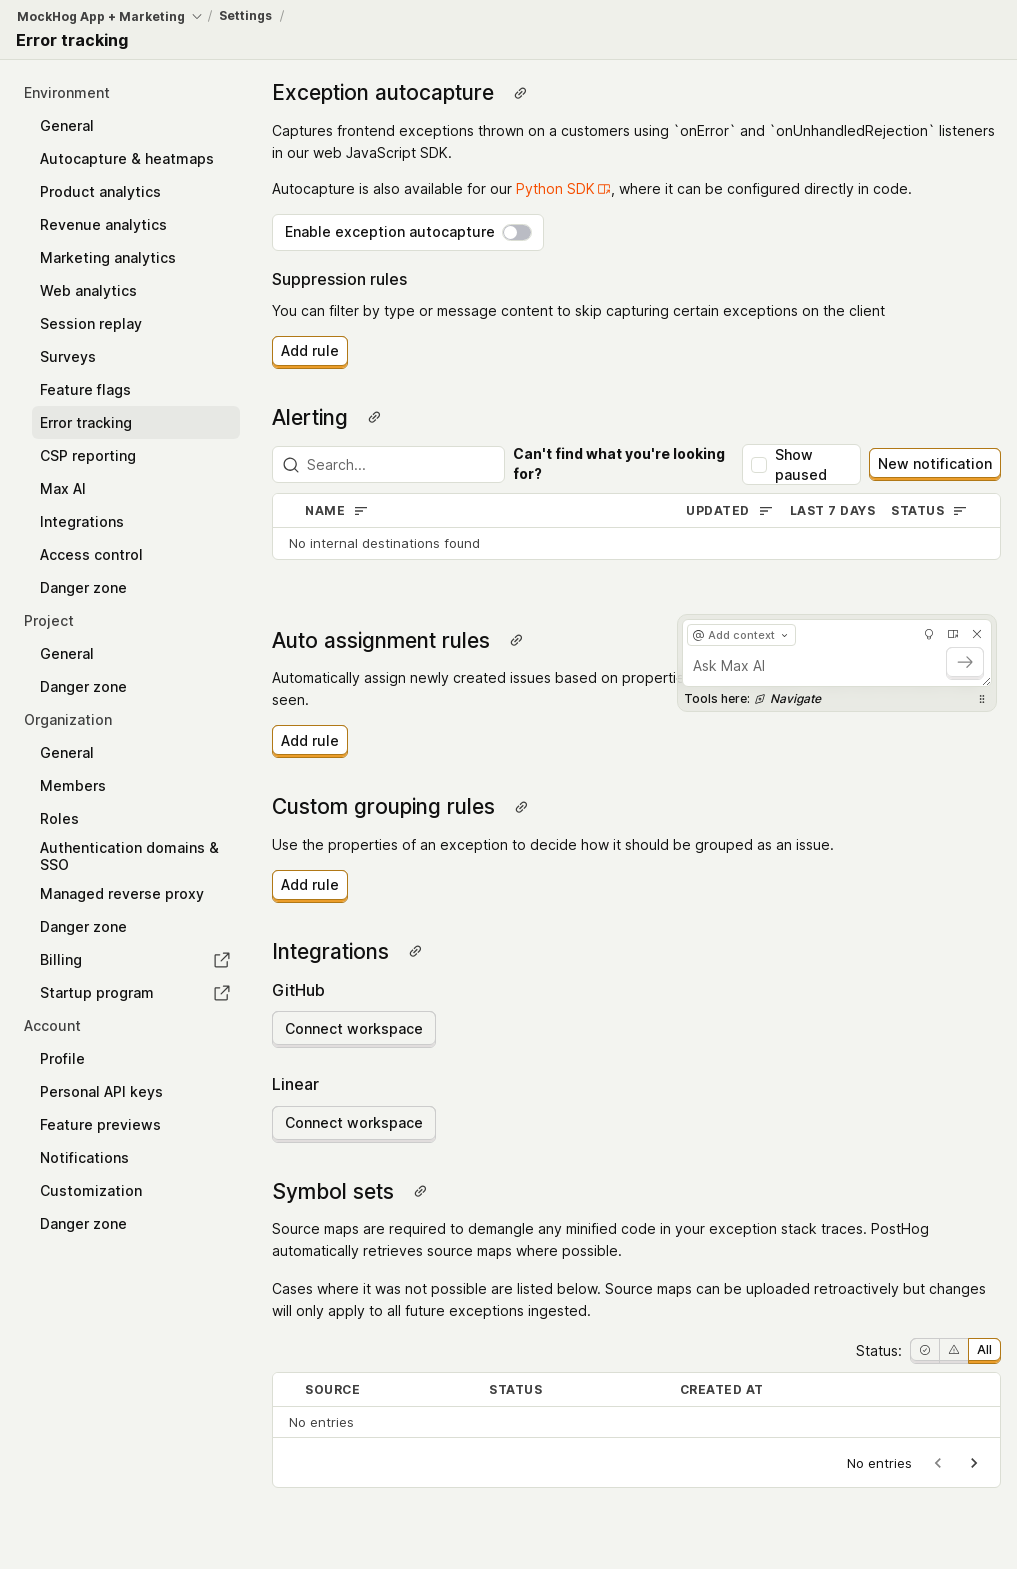 MockHog App + Marketing / Settings /
Error tracking
Environment
General
Autocapture & heatmaps
Product analytics
Revenue analytics
Marketing analytics
Web analytics
Session replay
Surveys
Feature flags
Error tracking
CSP reporting
Max AI
Integrations
Access control
Danger zone
Project
General
Danger zone
Organization
General
Members
Roles
Authentication domains &
SSO
Managed reverse proxy
Danger zone
Billing
Startup program
Account
Profile
Personal API keys
Feature previews
Notifications
Customization
Danger zone
Exception autocapture
Captures frontend exceptions thrown on a customers using `onError` and `onUnhandledRejection` listeners
in our web JavaScript SDK.
Autocapture is also available for our Python SDK, where it can be configured directly in code.
Enable exception autocapture
Suppression rules
You can filter by type or message content to skip capturing certain exceptions on the client
Add rule
Alerting
Search...
Can't find what you're looking
for?
Show
paused
New notification
NAME UPDATED LAST 7 DAYS STATUS
No internal destinations found
Auto assignment rules
Automatically assign newly created issues based on properti
seen.
Add rule
@ Add context
Ask Max AI
Tools here: Navigate
Custom grouping rules
Use the properties of an exception to decide how it should be grouped as an issue.
Add rule
Integrations
GitHub
Connect workspace
Linear
Connect workspace
Symbol sets
Source maps are required to demangle any minified code in your exception stack traces. PostHog
automatically retrieves source maps where possible.
Cases where it was not possible are listed below. Source maps can be uploaded retroactively but changes
will only apply to all future exceptions ingested.
Status: All
SOURCE STATUS CREATED AT
No entries
No entries